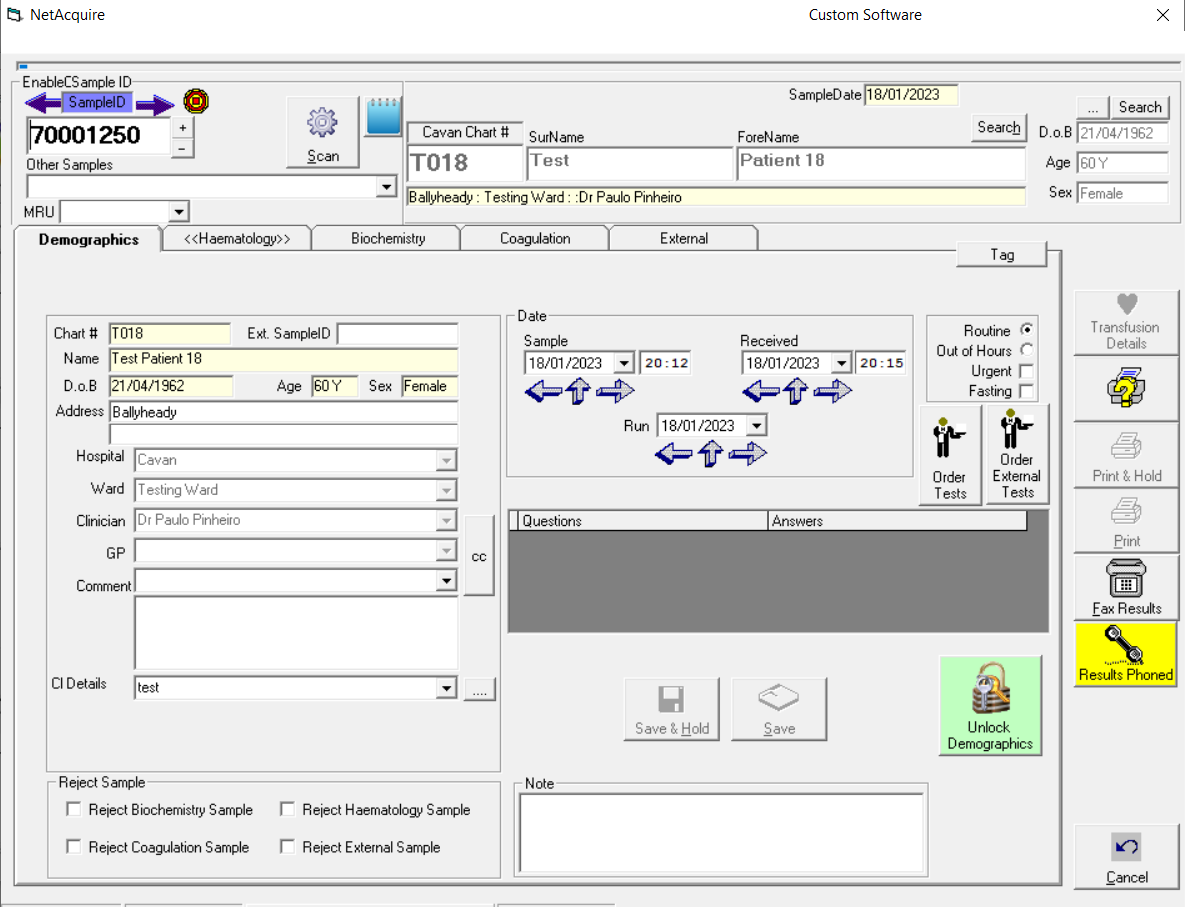 NetAcquire
Custom Software
EnableCSample ID
SampleID
70001250
+
-
Scan
Other Samples
MRU
SampleDate 18/01/2023
Cavan Chart # SurName ForeName Search
T018 Test Patient 18
Ballyheady : Testing Ward : :Dr Paulo Pinheiro
... Search
D.o.B 21/04/1962
Age 60 Y
Sex Female
Demographics <<Haematology>> Biochemistry Coagulation External
Tag
Chart # T018 Ext. SampleID
Name Test Patient 18
D.o.B 21/04/1962 Age 60 Y Sex Female
Address Ballyheady
Hospital Cavan
Ward Testing Ward
Clinician Dr Paulo Pinheiro
GP
cc
Comment
CI Details test ....
Date
Sample Received
18/01/2023 20:12 18/01/2023 20:15
Run 18/01/2023
Routine
Out of Hours
Urgent
Fasting
Order
Tests
Order
External
Tests
Questions Answers
Save & Hold
Save
Unlock
Demographics
Reject Sample
Reject Biochemistry Sample Reject Haematology Sample
Reject Coagulation Sample Reject External Sample
Note
Transfusion
Details
Print & Hold
Print
Fax Results
Results Phoned
Cancel